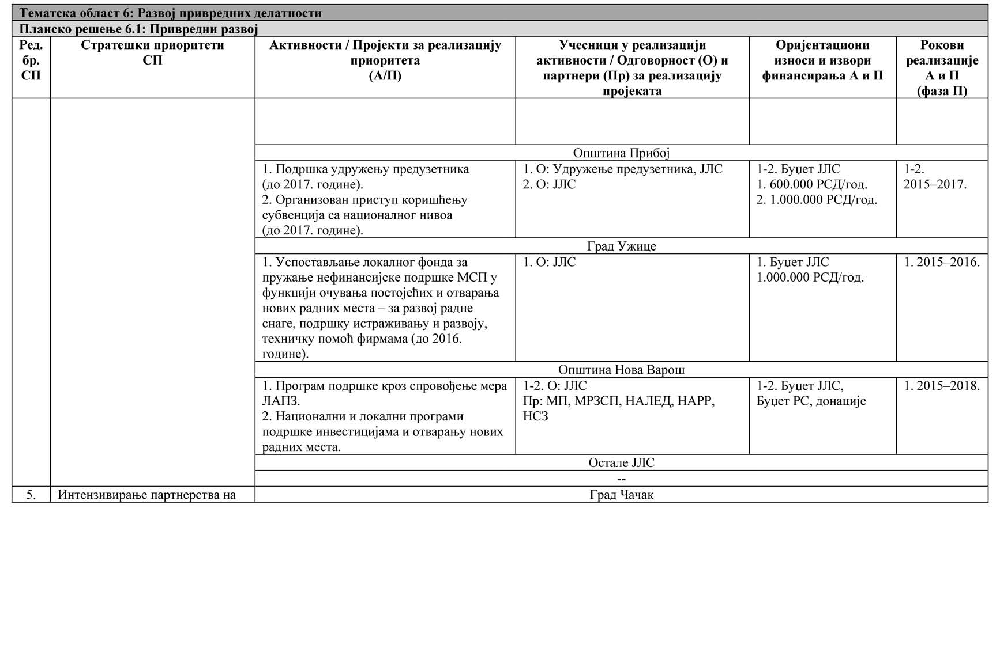 Тематска област 6: Развој привредних делатности
Планско решење 6.1: Привредни развој
Ред.
бр.
СП
Стратешки приоритети
СП
Активности / Пројекти за реализацију
приоритета
(А/П)
Учесници у реализацији
активности / Одговорност (О) и
партнери (Пр) за реализацију
пројеката
Оријентациони
износи и извори
финансирања А и П
Рокови
реализације
А и П
(фаза П)
Општина Прибој
1. Подршка удружењу предузетника
(до 2017. године).
2. Организован приступ коришћењу
субвенција са националног нивоа
(до 2017. године).
1. О: Удружење предузетника, ЈЛС
2. О: ЈЛС
1-2. Буџет ЈЛС
1. 600.000 РСД/год.
2. 1.000.000 РСД/год.
1-2.
2015–2017.
Град Ужице
1. Успостављање локалног фонда за
пружање нефинансијске подршке МСП у
функцији очувања постојећих и отварања
нових радних места – за развој радне
снаге, подршку истраживању и развоју,
техничку помоћ фирмама (до 2016.
године).
1. О: ЈЛС
1. Буџет ЈЛС
1.000.000 РСД/год.
1. 2015–2016.
Општина Нова Варош
1. Програм подршке кроз спровођење мера
ЛАПЗ.
2. Национални и локални програми
подршке инвестицијама и отварању нових
радних места.
1-2. О: ЈЛС
Пр: МП, МРЗСП, НАЛЕД, НАРР,
НСЗ
1-2. Буџет ЈЛС,
Буџет РС, донације
1. 2015–2018.
Остале ЈЛС
--
5.
Интензивирање партнерства на
Град Чачак